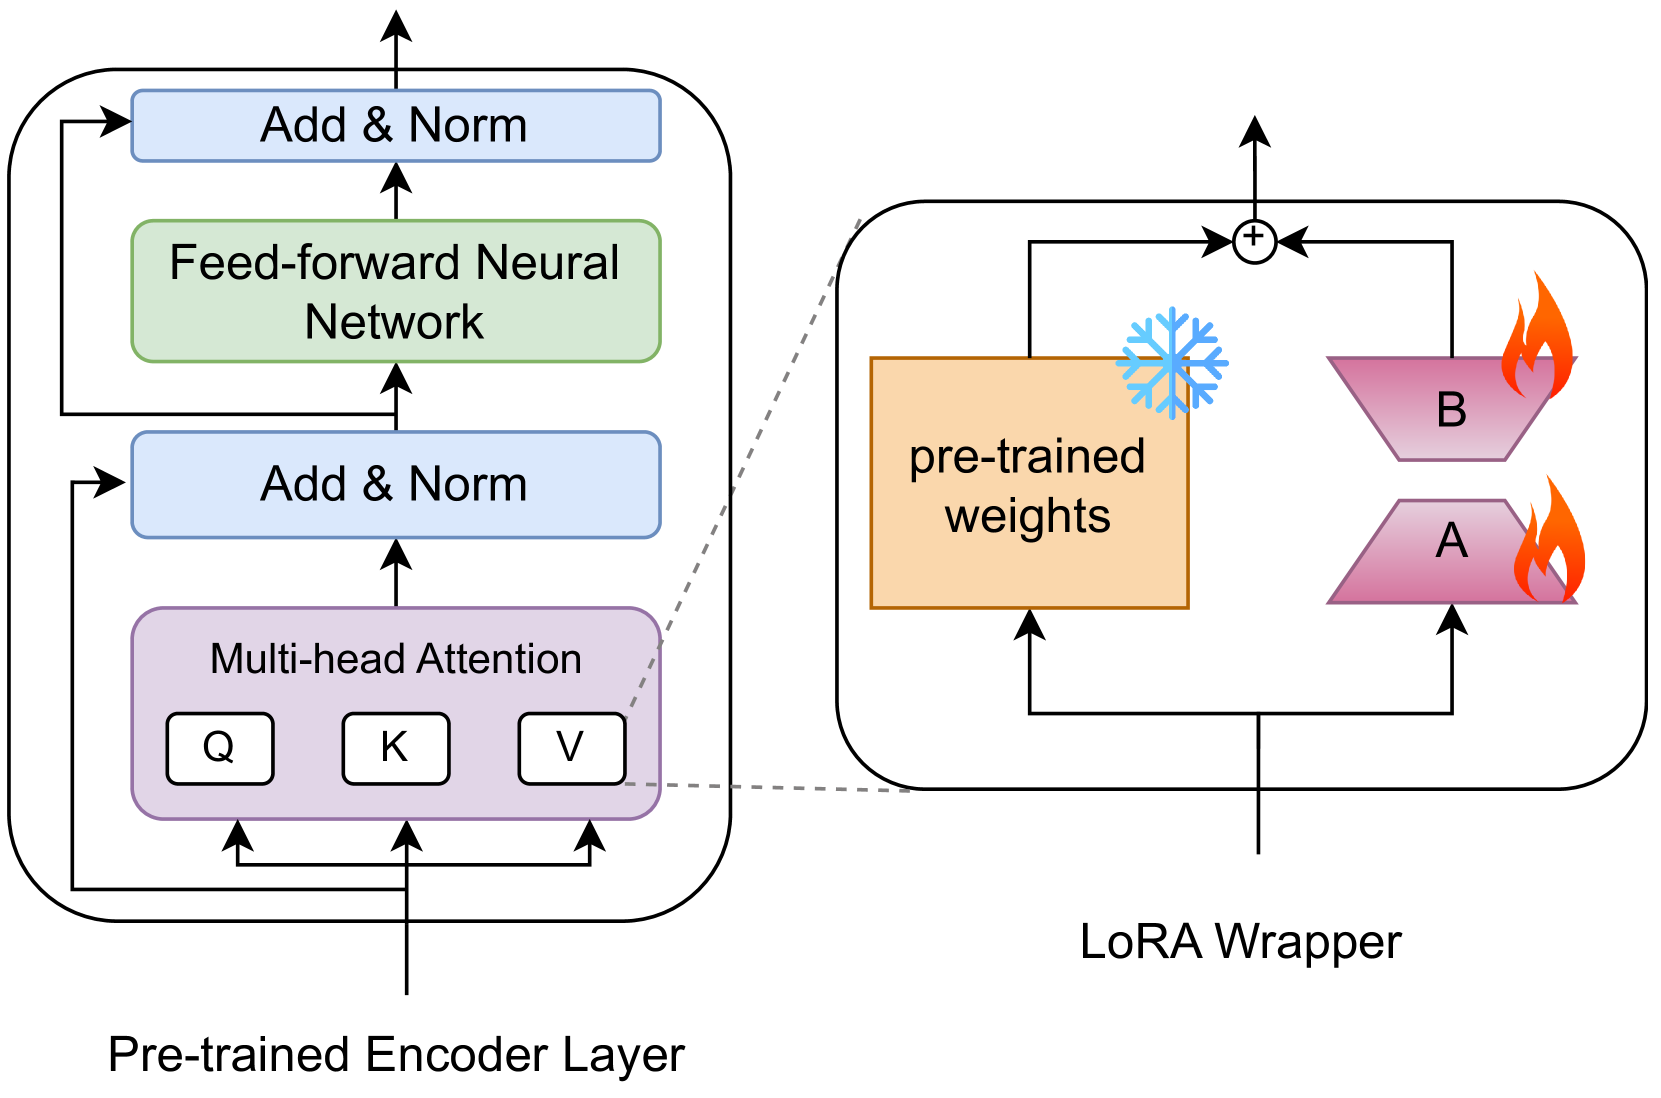 Add & Norm
Feed-forward Neural
Network
Add & Norm
Multi-head Attention
Q K V
Pre-trained Encoder Layer
+
pre-trained
weights
B
A
LoRA Wrapper